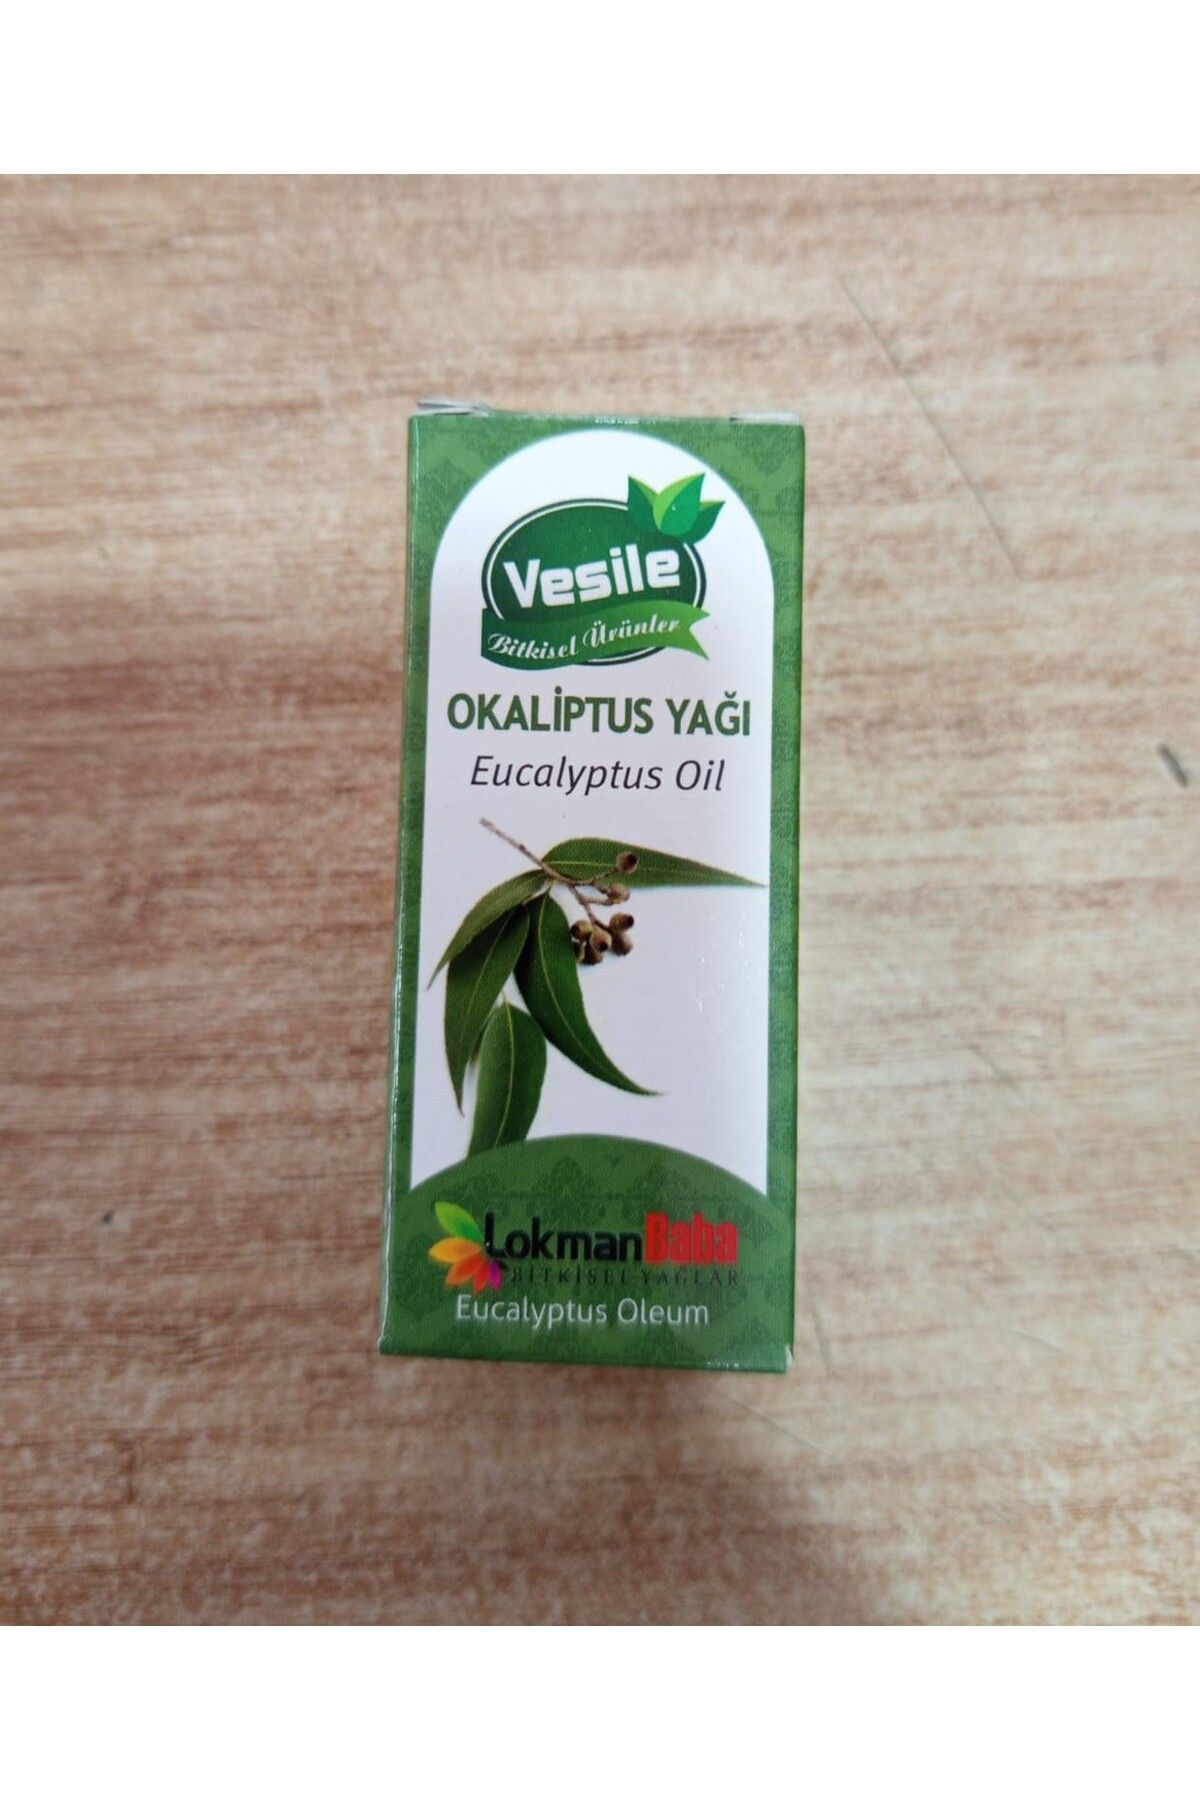 Vesile
Bitkisel Ürünler
OKALİPTUS YAĞI
Eucalyptus Oil
LokmanBaba
BİTKİSEL YAĞLAR
Eucalyptus Oleum